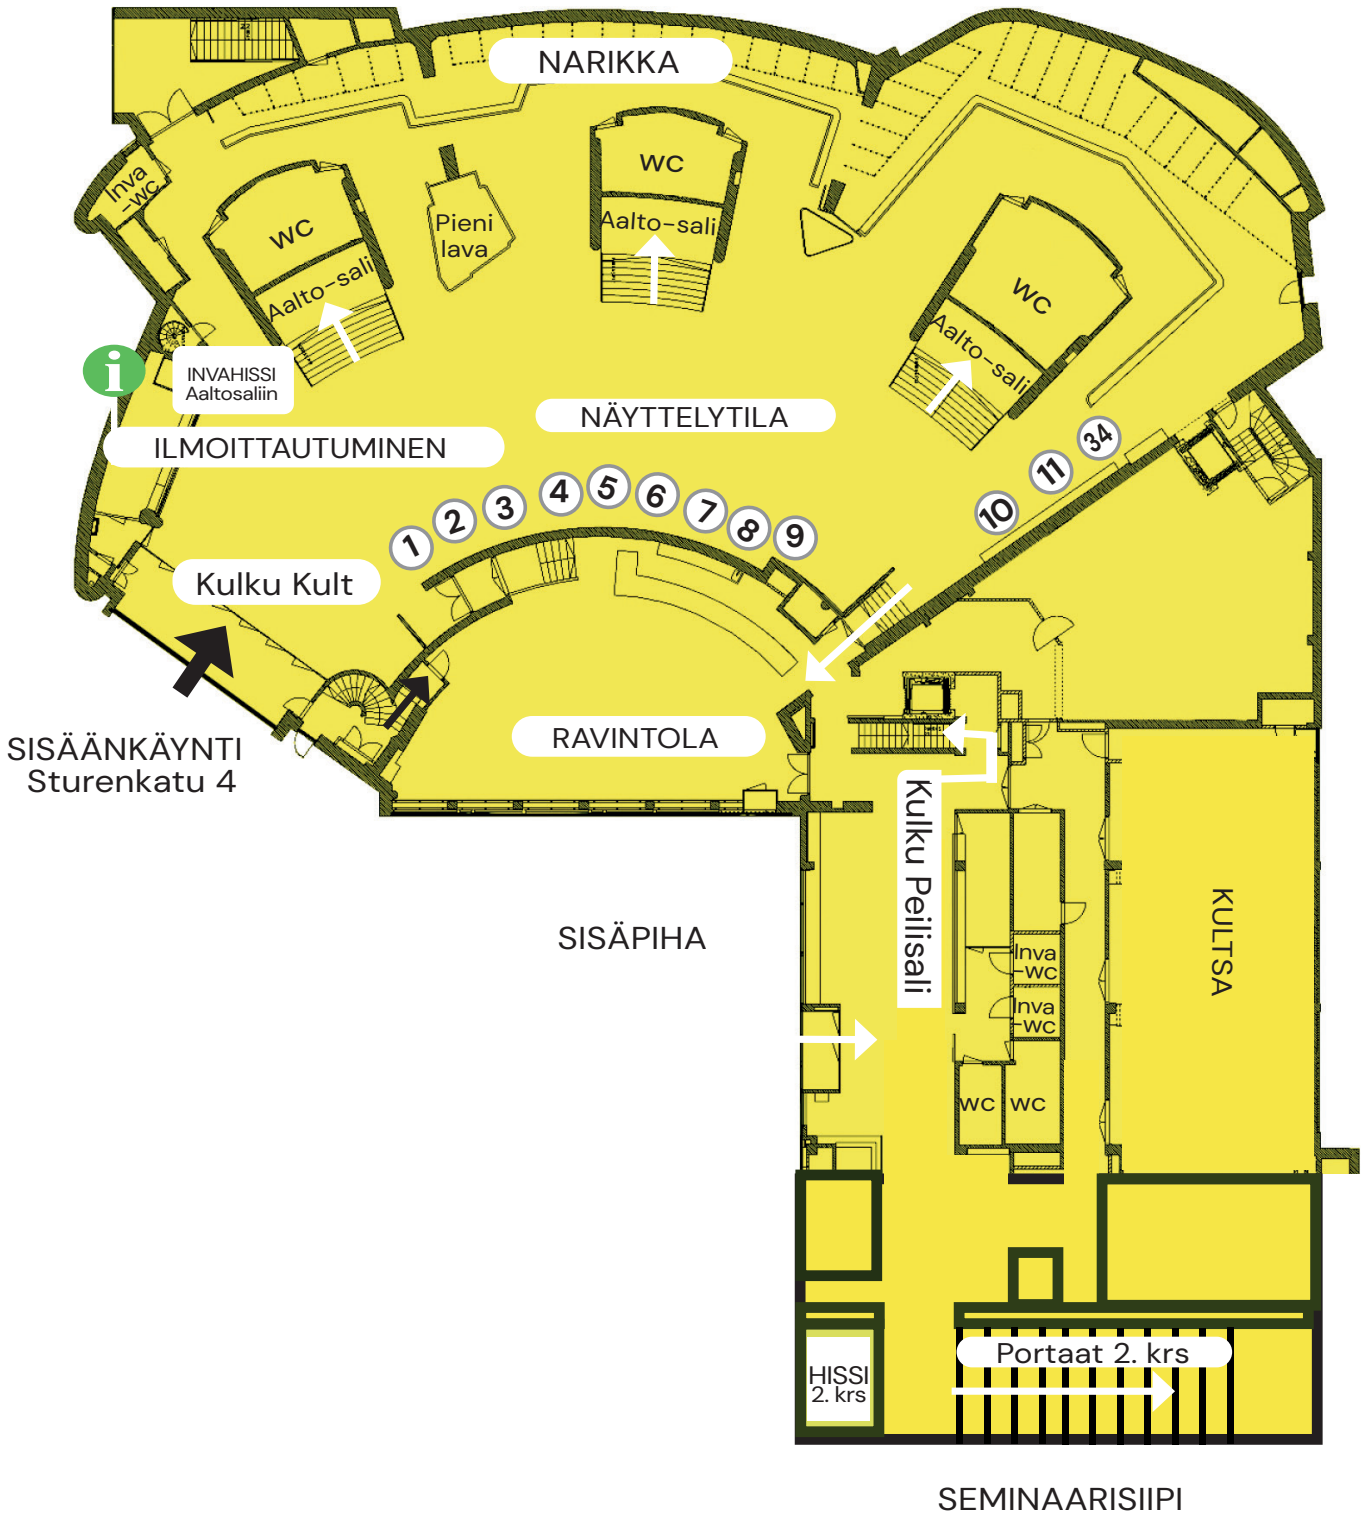 NARIKKA
WC
Aalto-sali
Inva
-WC
WC
Aalto-sali
Pieni
lava
WC
Aalto-sali
i
INVAHISSI
Aaltosaliin
NÄYTTELYTILA
ILMOITTAUTUMINEN
1
2
3
4
5
6
7
8
9
10
11
34
Kulku Kult
SISÄÄNKÄYNTI
Sturenkatu 4
RAVINTOLA
Kulku Peilisali
SISÄPIHA
KULTSA
Inva
-WC
Inva
-WC
WC
WC
Portaat 2. krs
HISSI
2. krs
SEMINAARISIIPI